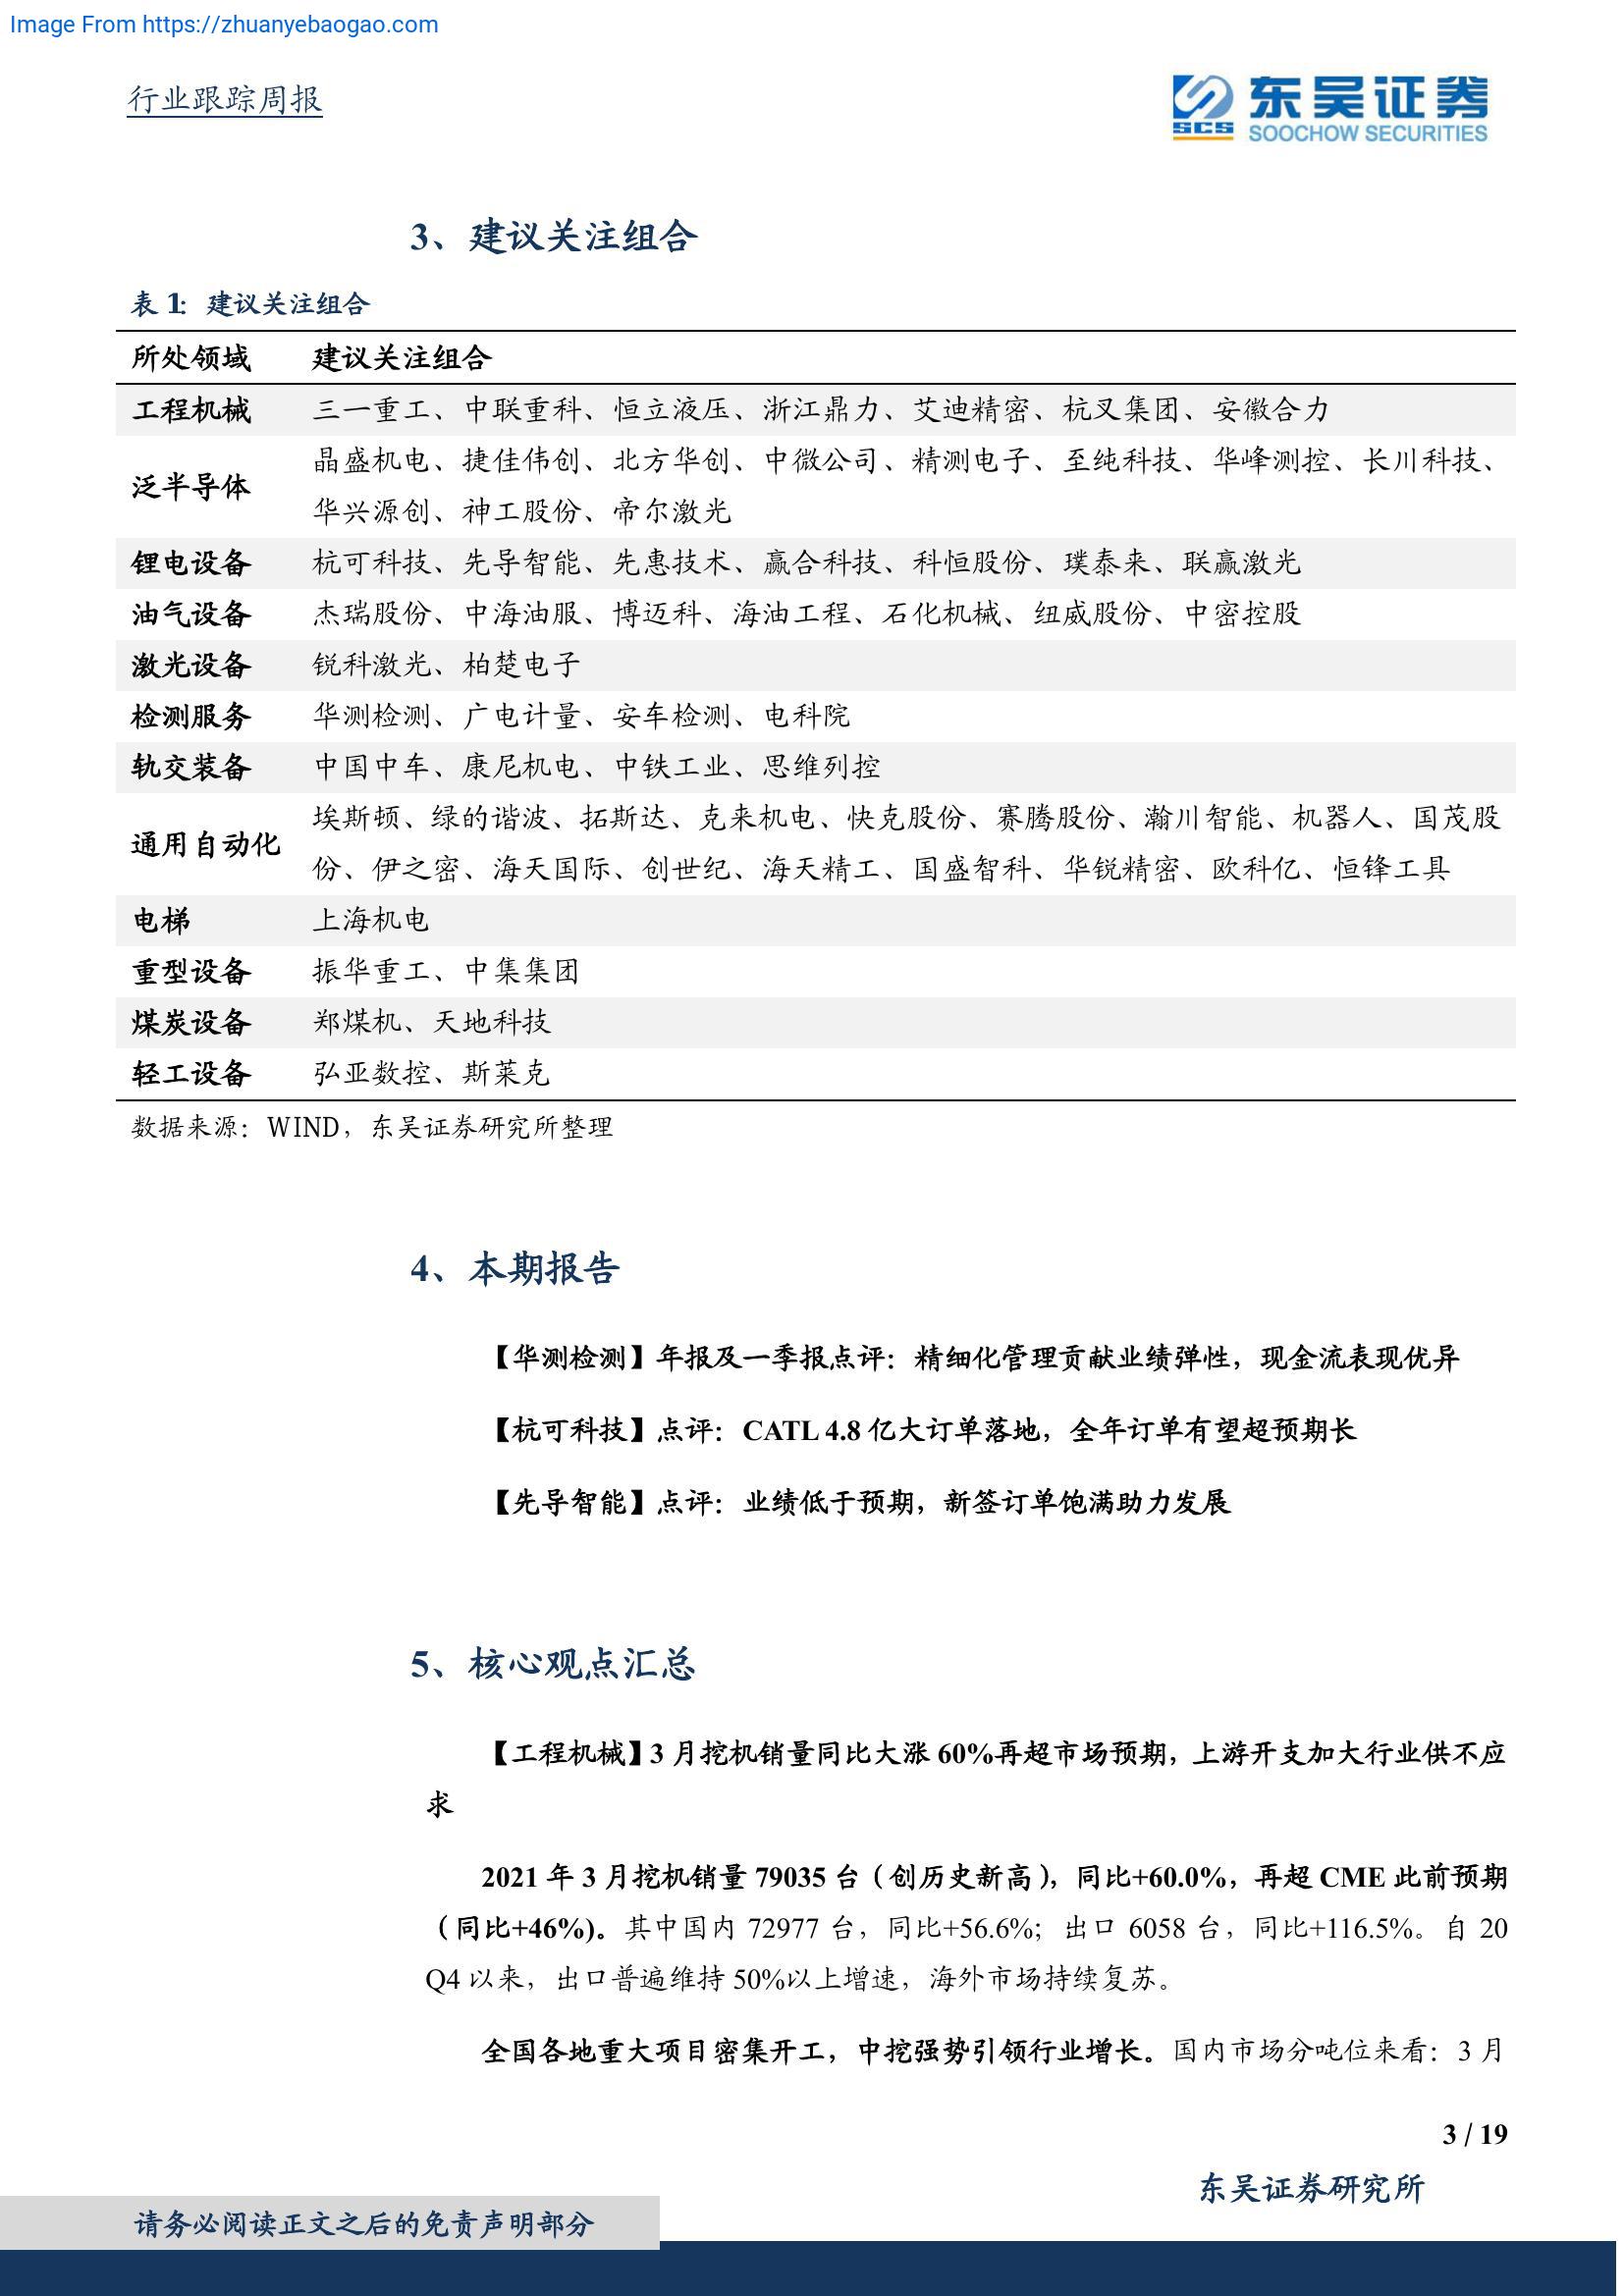 Image From https://zhuanyebaogao.com
行业跟踪周报
东吴证券
SCS
SOOCHOW SECURITIES
3、建议关注组合
表 1：建议关注组合
所处领域 建议关注组合
工程机械 三一重工、中联重科、恒立液压、浙江鼎力、艾迪精密、杭叉集团、安徽合力
泛半导体 晶盛机电、捷佳伟创、北方华创、中微公司、精测电子、至纯科技、华峰测控、长川科技、
华兴源创、神工股份、帝尔激光
锂电设备 杭可科技、先导智能、先惠技术、赢合科技、科恒股份、璞泰来、联赢激光
油气设备 杰瑞股份、中海油服、博迈科、海油工程、石化机械、纽威股份、中密控股
激光设备 锐科激光、柏楚电子
检测服务 华测检测、广电计量、安车检测、电科院
轨交装备 中国中车、康尼机电、中铁工业、思维列控
通用自动化 埃斯顿、绿的谐波、拓斯达、克来机电、快克股份、赛腾股份、瀚川智能、机器人、国茂股
份、伊之密、海天国际、创世纪、海天精工、国盛智科、华锐精密、欧科亿、恒锋工具
电梯 上海机电
重型设备 振华重工、中集集团
煤炭设备 郑煤机、天地科技
轻工设备 弘亚数控、斯莱克
数据来源：WIND，东吴证券研究所整理
4、本期报告
【华测检测】年报及一季报点评：精细化管理贡献业绩弹性，现金流表现优异
【杭可科技】点评：CATL 4.8 亿大订单落地，全年订单有望超预期长
【先导智能】点评：业绩低于预期，新签订单饱满助力发展
5、核心观点汇总
【工程机械】3 月挖机销量同比大涨 60%再超市场预期，上游开支加大行业供不应
求
2021 年 3 月挖机销量 79035 台（创历史新高），同比+60.0%，再超 CME 此前预期
（同比+46%)。其中国内 72977 台，同比+56.6%；出口 6058 台，同比+116.5%。自 20
Q4 以来，出口普遍维持 50%以上增速，海外市场持续复苏。
全国各地重大项目密集开工，中挖强势引领行业增长。国内市场分吨位来看：3 月
3 / 19
东吴证券研究所
请务必阅读正文之后的免责声明部分